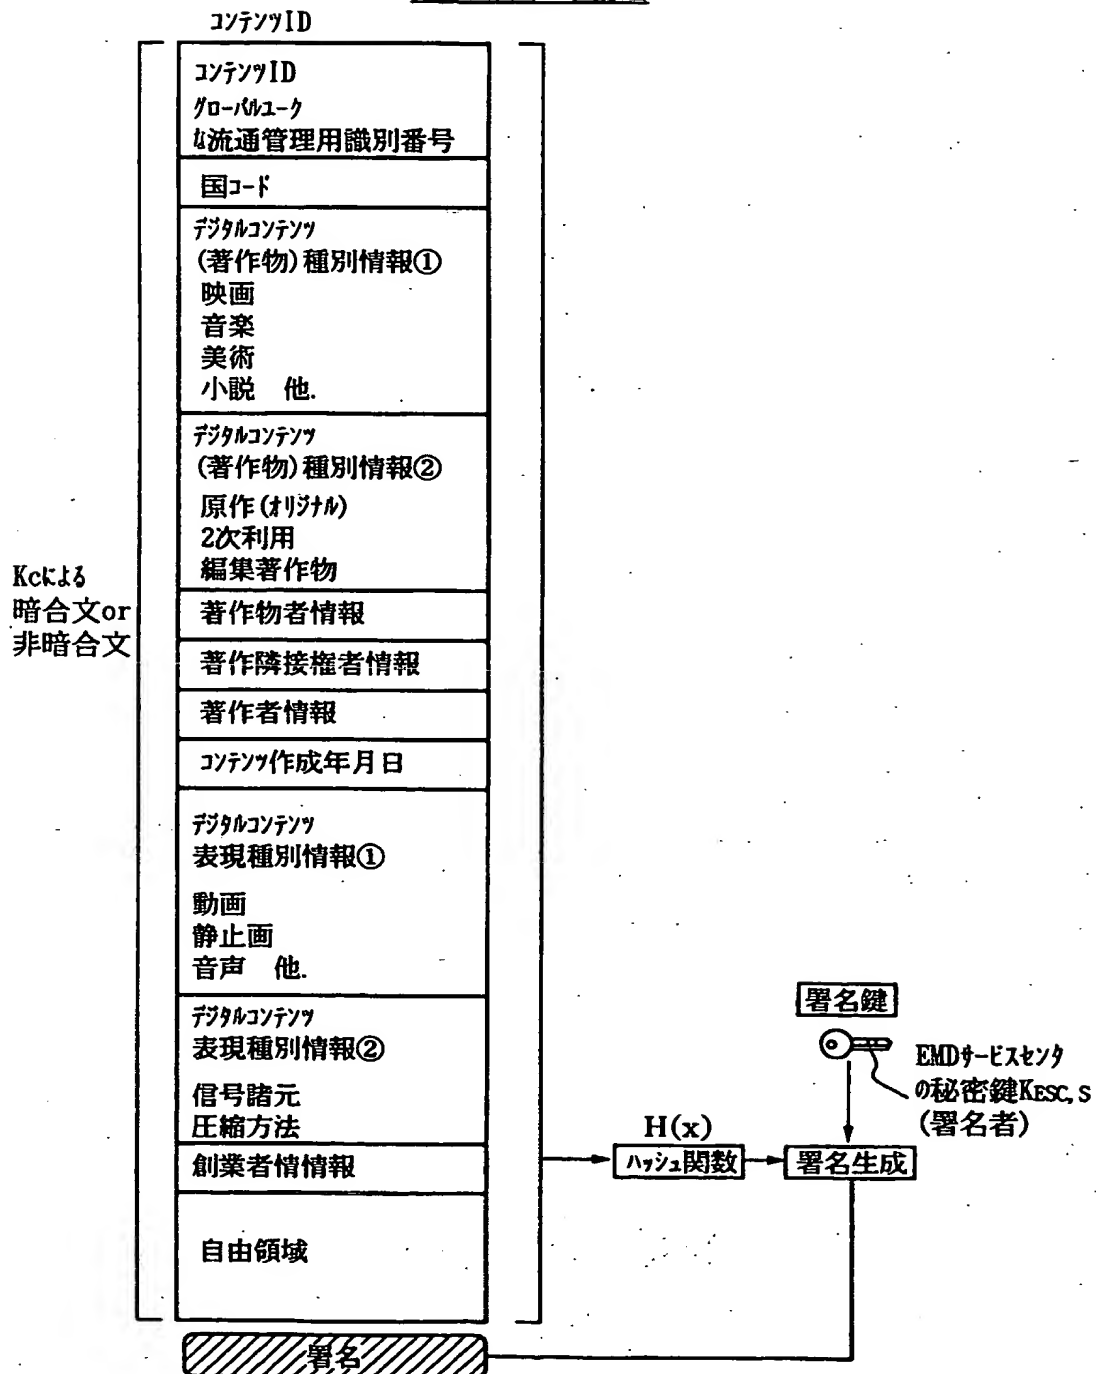 コンテンツID
コンテンツID
グローバルユーク
な流通管理用識別番号
国コード
デジタルコンテンツ
(著作物)種別情報①
映画
音楽
美術
小説 他.
デジタルコンテンツ
(著作物)種別情報②
原作(オリジナル)
2次利用
編集著作物
著作物者情報
著作隣接権者情報
著作者情報
コンテンツ作成年月日
デジタルコンテンツ
表現種別情報①
動画
静止画
音声 他.
デジタルコンテンツ
表現種別情報②
信号諸元
圧縮方法
創業者情情報
自由領域
署名
Kcによる
暗合文or
非暗合文
H(x)
ハッシュ関数
署名生成
署名鍵
EMDサービスセンタ
の秘密鍵KESC,S
(署名者)